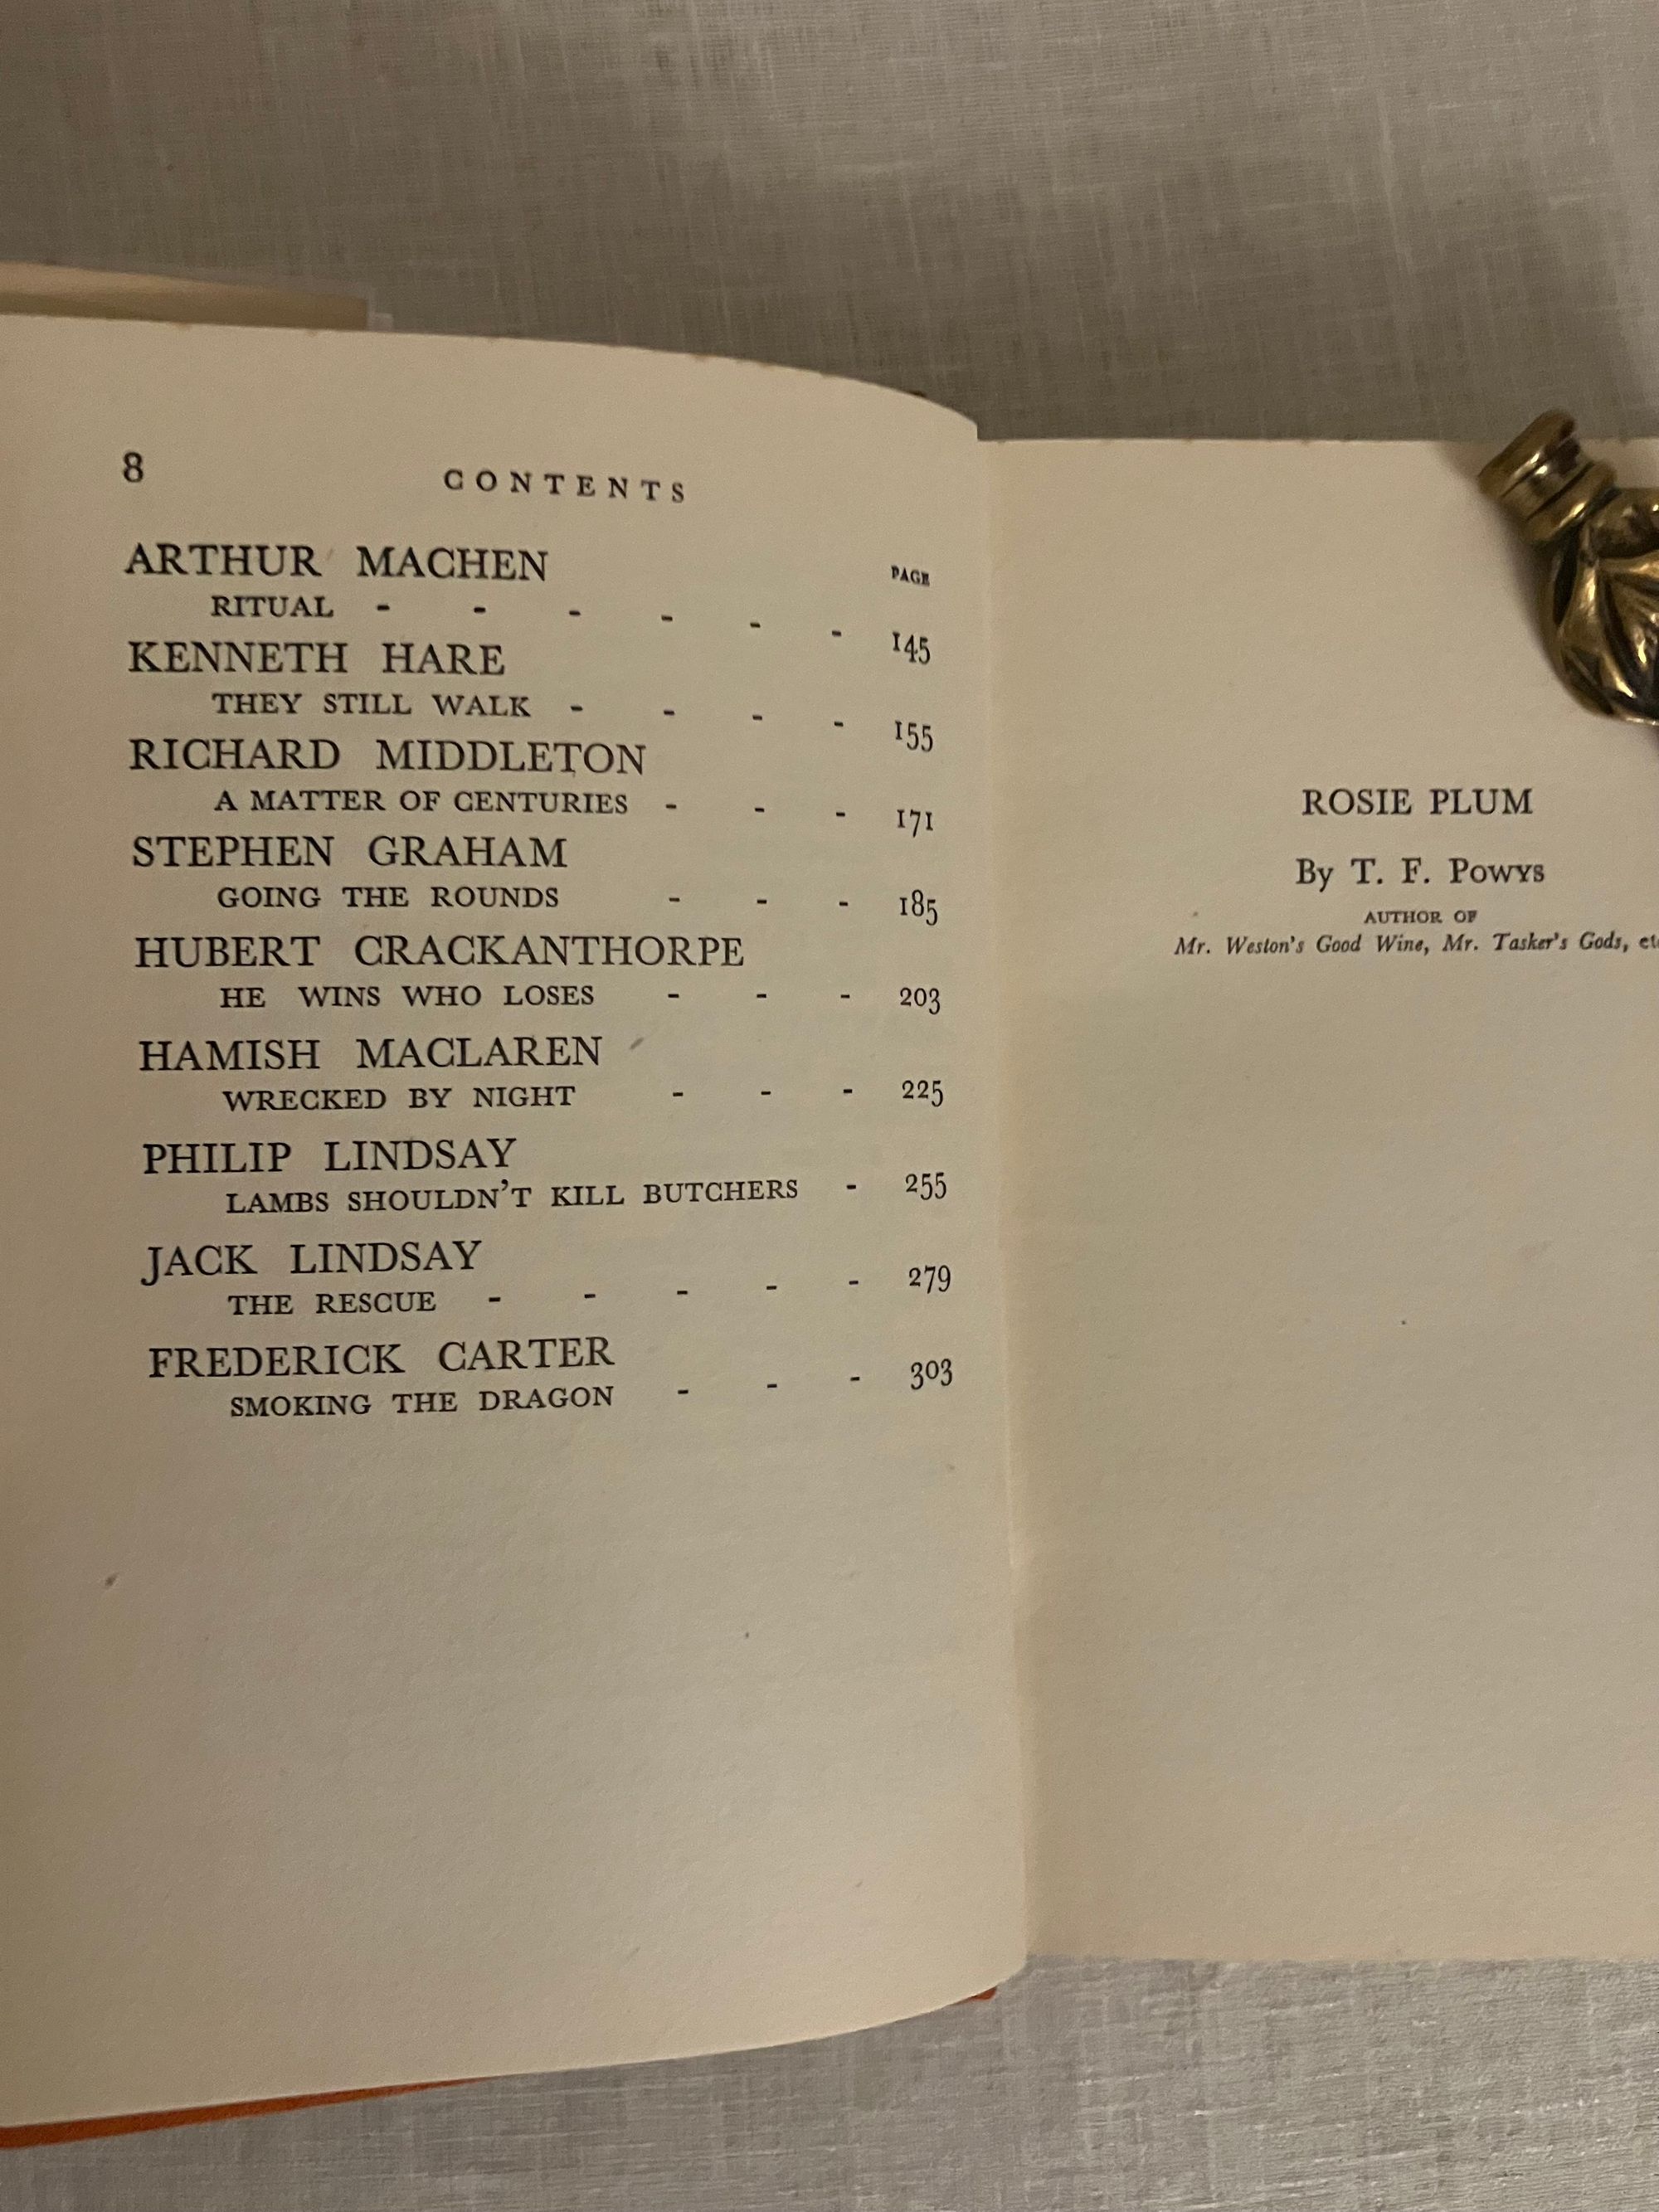 8 CONTENTS
ARTHUR MACHEN PAGE
RITUAL - - - - - - 145
KENNETH HARE
THEY STILL WALK - - - - 155
RICHARD MIDDLETON
A MATTER OF CENTURIES - - - 171
STEPHEN GRAHAM
GOING THE ROUNDS - - - 185
HUBERT CRACKANTHORPE
HE WINS WHO LOSES - - - 203
HAMISH MACLAREN
WRECKED BY NIGHT - - - 225
PHILIP LINDSAY
LAMBS SHOULDN'T KILL BUTCHERS - 255
JACK LINDSAY
THE RESCUE - - - - - 279
FREDERICK CARTER
SMOKING THE DRAGON - - - 303
ROSIE PLUM
By T. F. Powys
AUTHOR OF
Mr. Weston's Good Wine, Mr. Tasker's Gods,